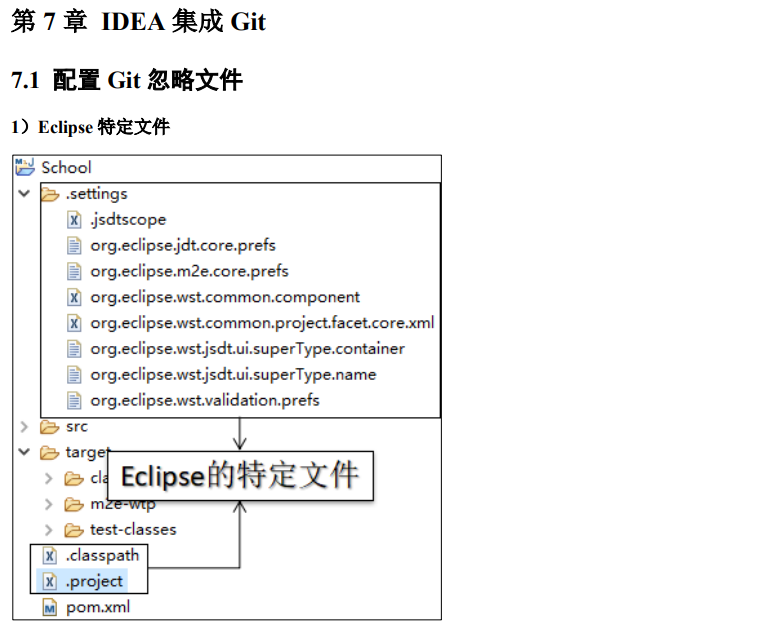 第 7 章 IDEA 集成 Git
7.1 配置 Git 忽略文件
1）Eclipse 特定文件
School
.settings
.jsdtscope
org.eclipse.jdt.core.prefs
org.eclipse.m2e.core.prefs
org.eclipse.wst.common.component
org.eclipse.wst.common.project.facet.core.xml
org.eclipse.wst.jsdt.ui.superType.container
org.eclipse.wst.jsdt.ui.superType.name
org.eclipse.wst.validation.prefs
src
target
Eclipse的特定文件
m2e-wtp
test-classes
.classpath
.project
pom.xml